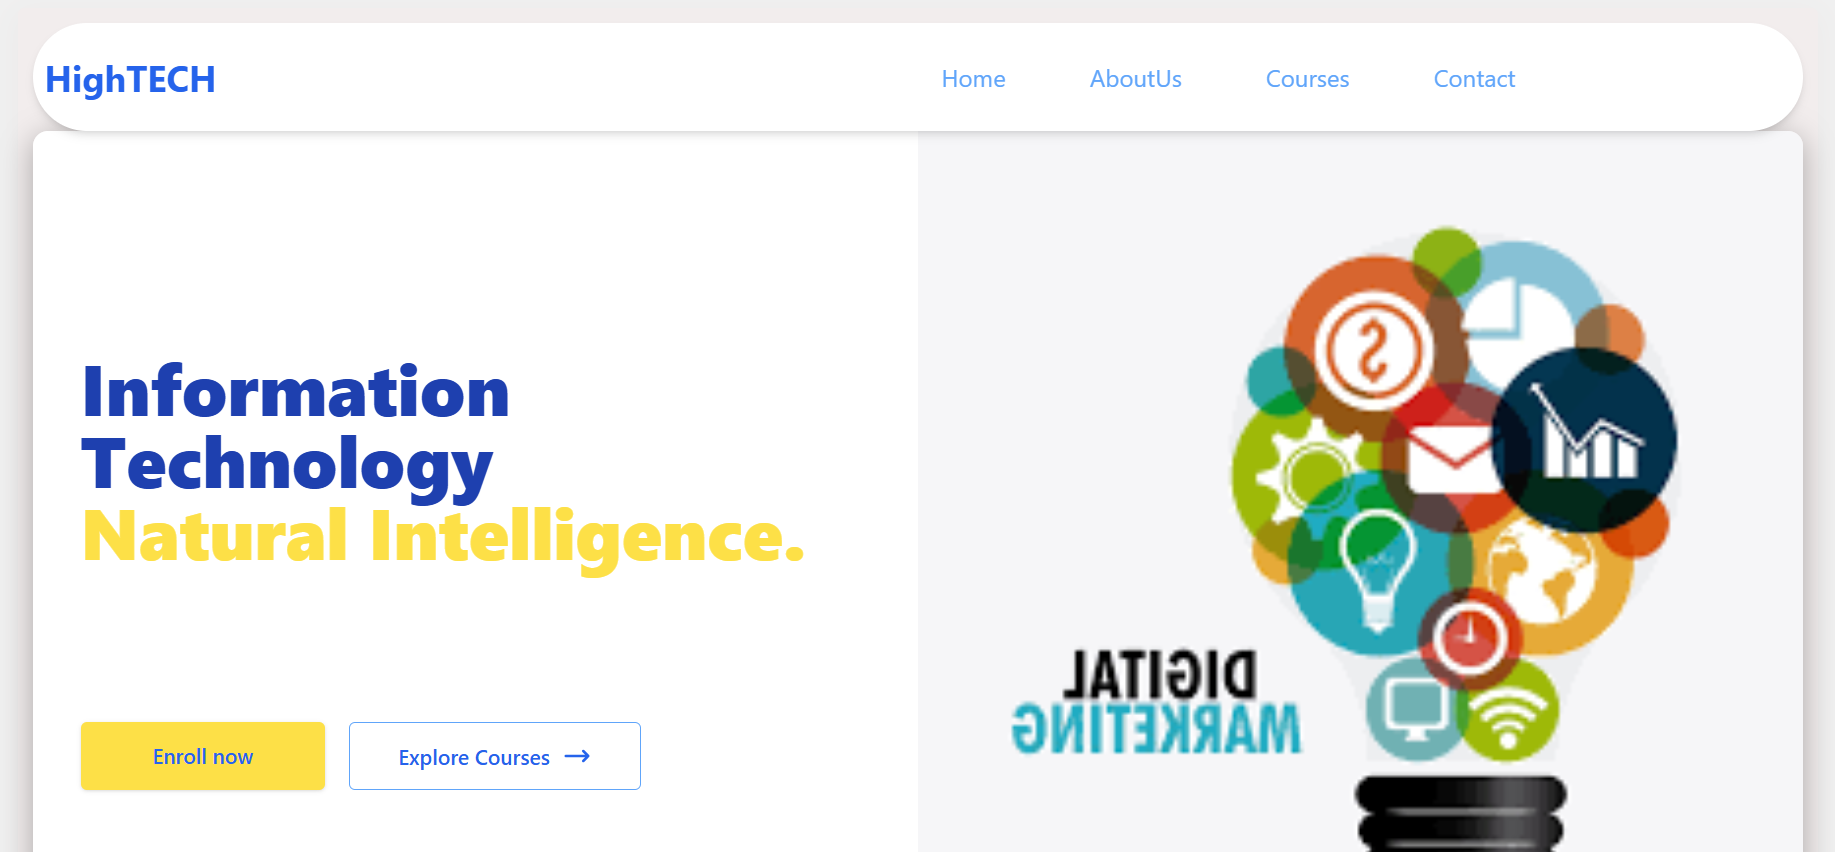 HighTECH
Home
AboutUs
Courses
Contact
Information
Technology
Natural Intelligence.
Enroll now
Explore Courses →
DIGITAL
MARKETING